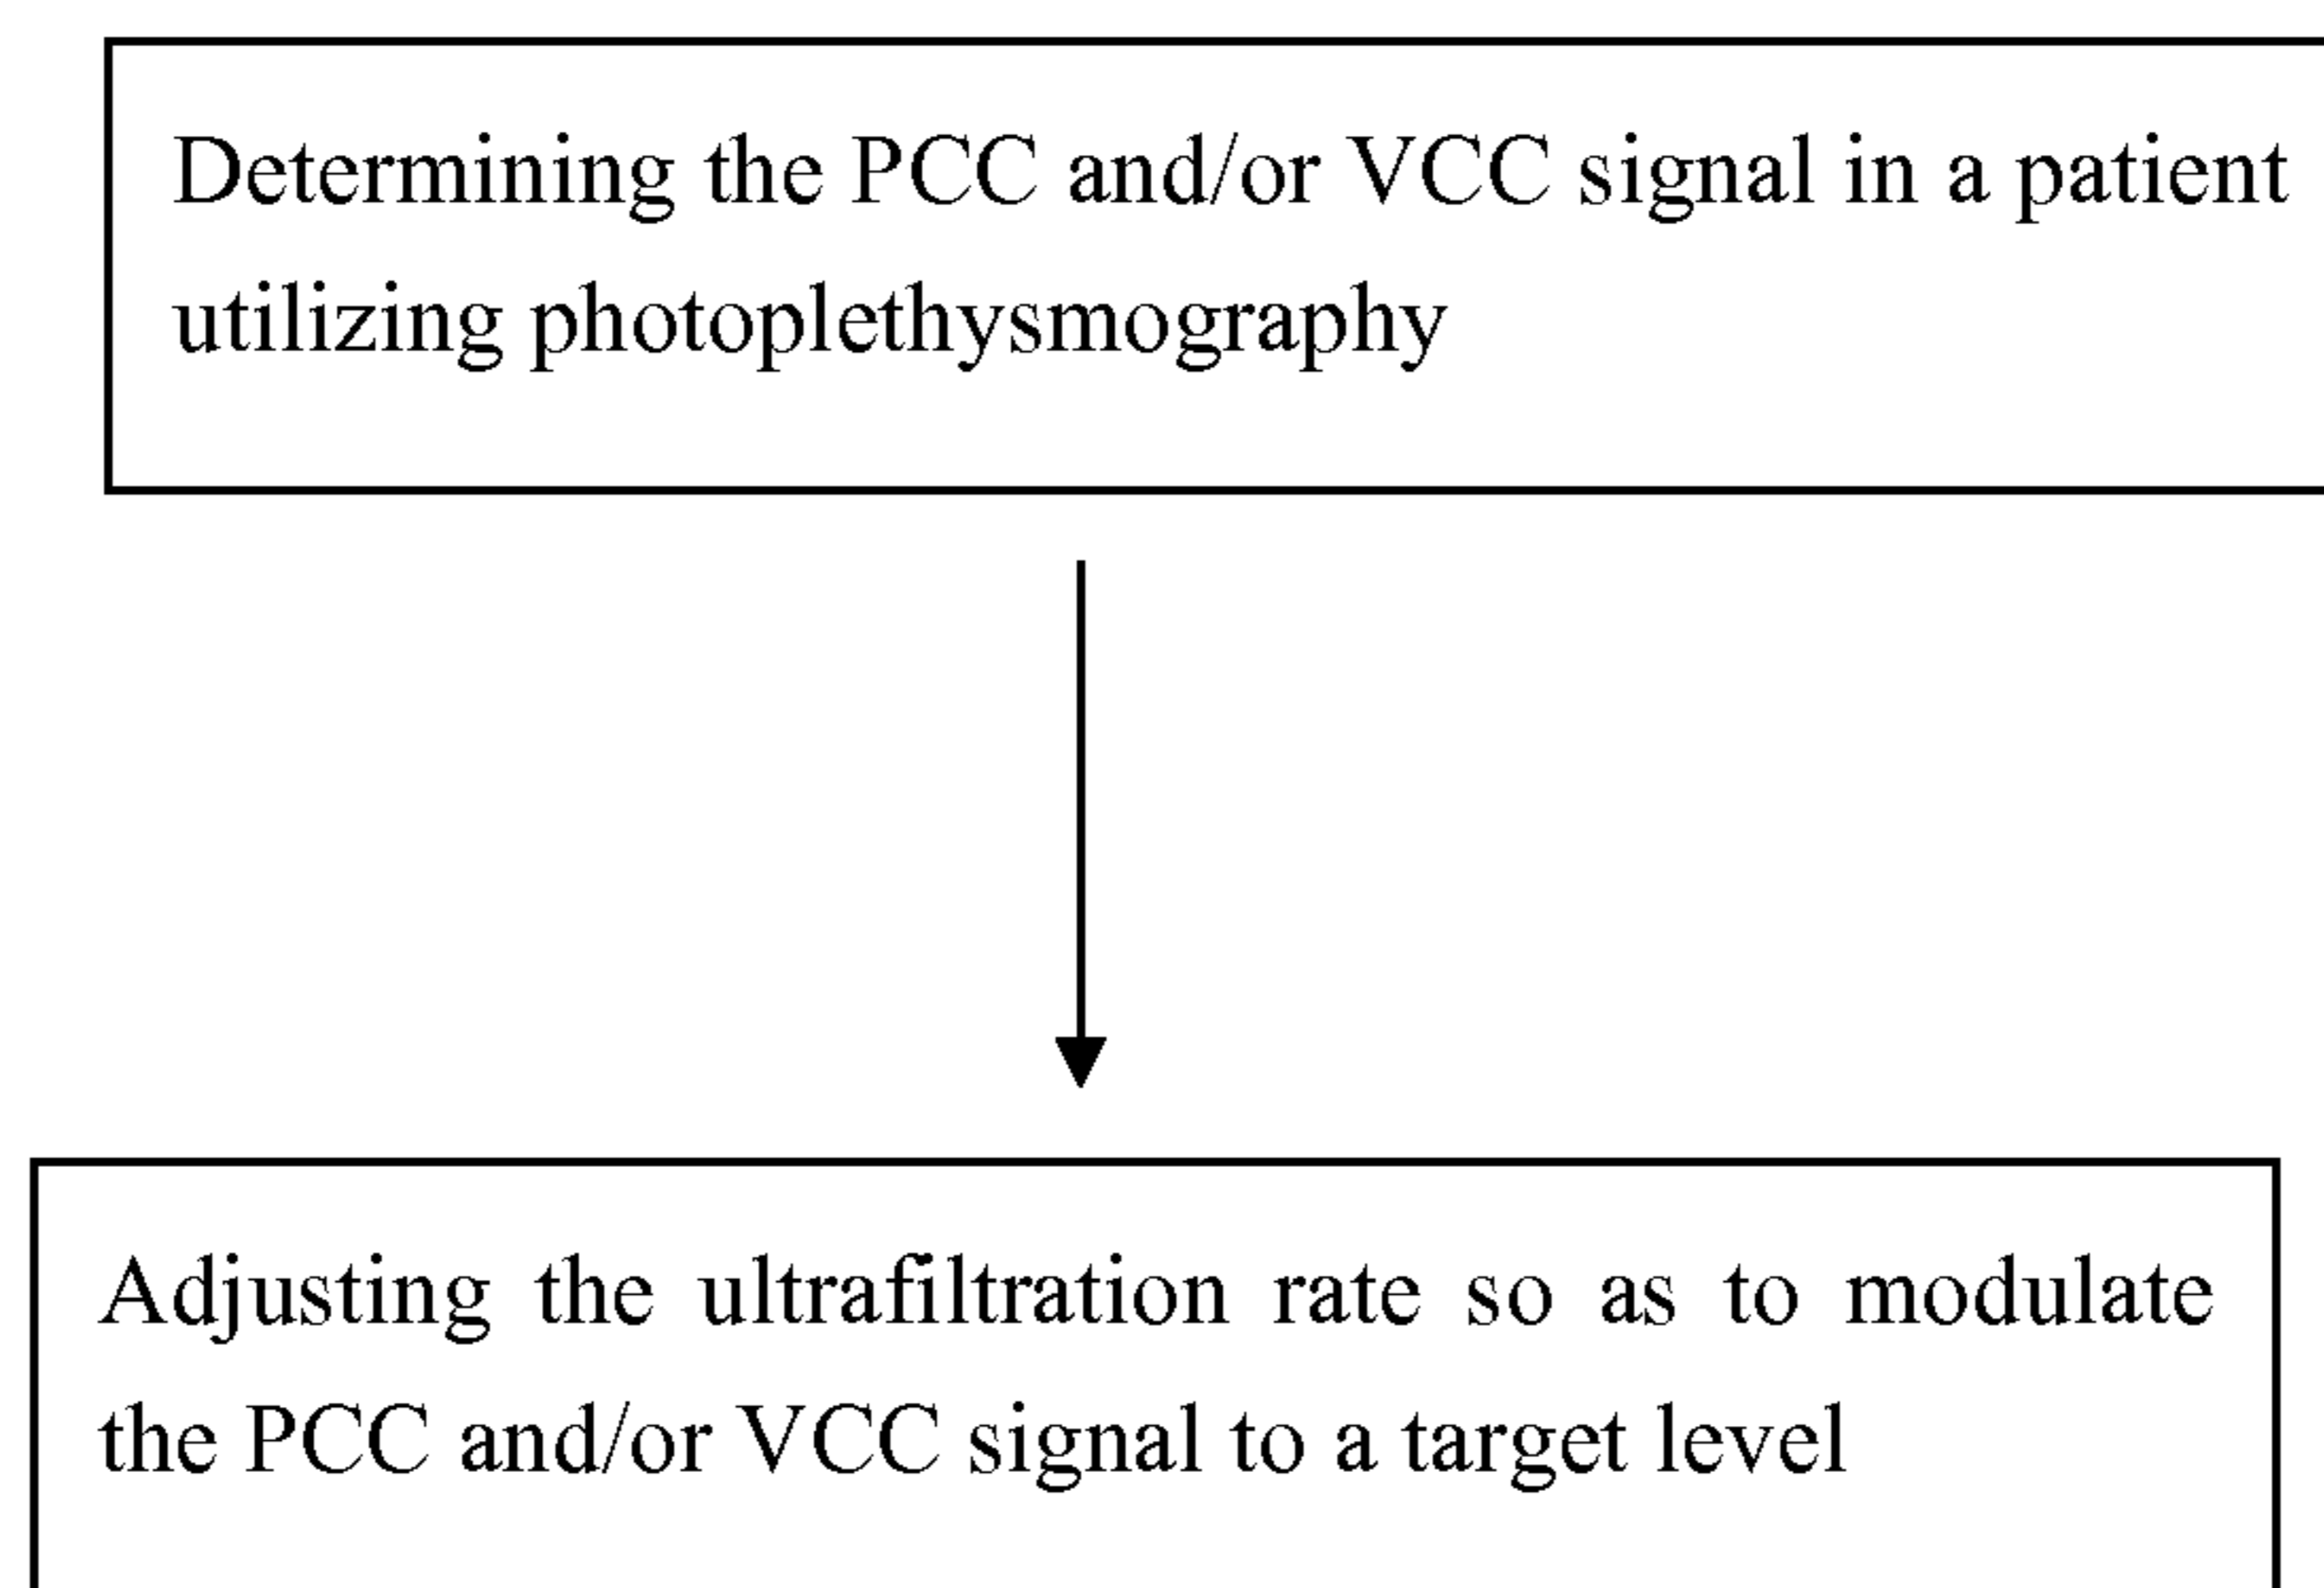 Determining the PCC and/or VCC signal in a patient
utilizing photoplethysmography
Adjusting the ultrafiltration rate so as to modulate
the PCC and/or VCC signal to a target level